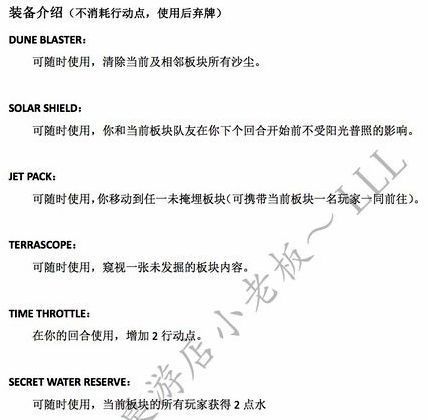 装备介绍（不消耗行动点，使用后弃牌）
DUNE BLASTER：
可随时使用，清除当前及相邻板块所有沙尘。
SOLAR SHIELD：
可随时使用，你和当前板块队友在你下个回合开始前不受阳光普照的影响。
JET PACK：
可随时使用，你移动到任一未掩埋板块（可携带当前板块一名玩家一同前往）。
TERRASCOPE：
可随时使用，窥视一张未发掘的板块内容。
TIME THROTTLE：
在你的回合使用，增加 2 行动点。
SECRET WATER RESERVE：
可随时使用，当前板块的所有玩家获得 2 点水
游店小老板～LLL